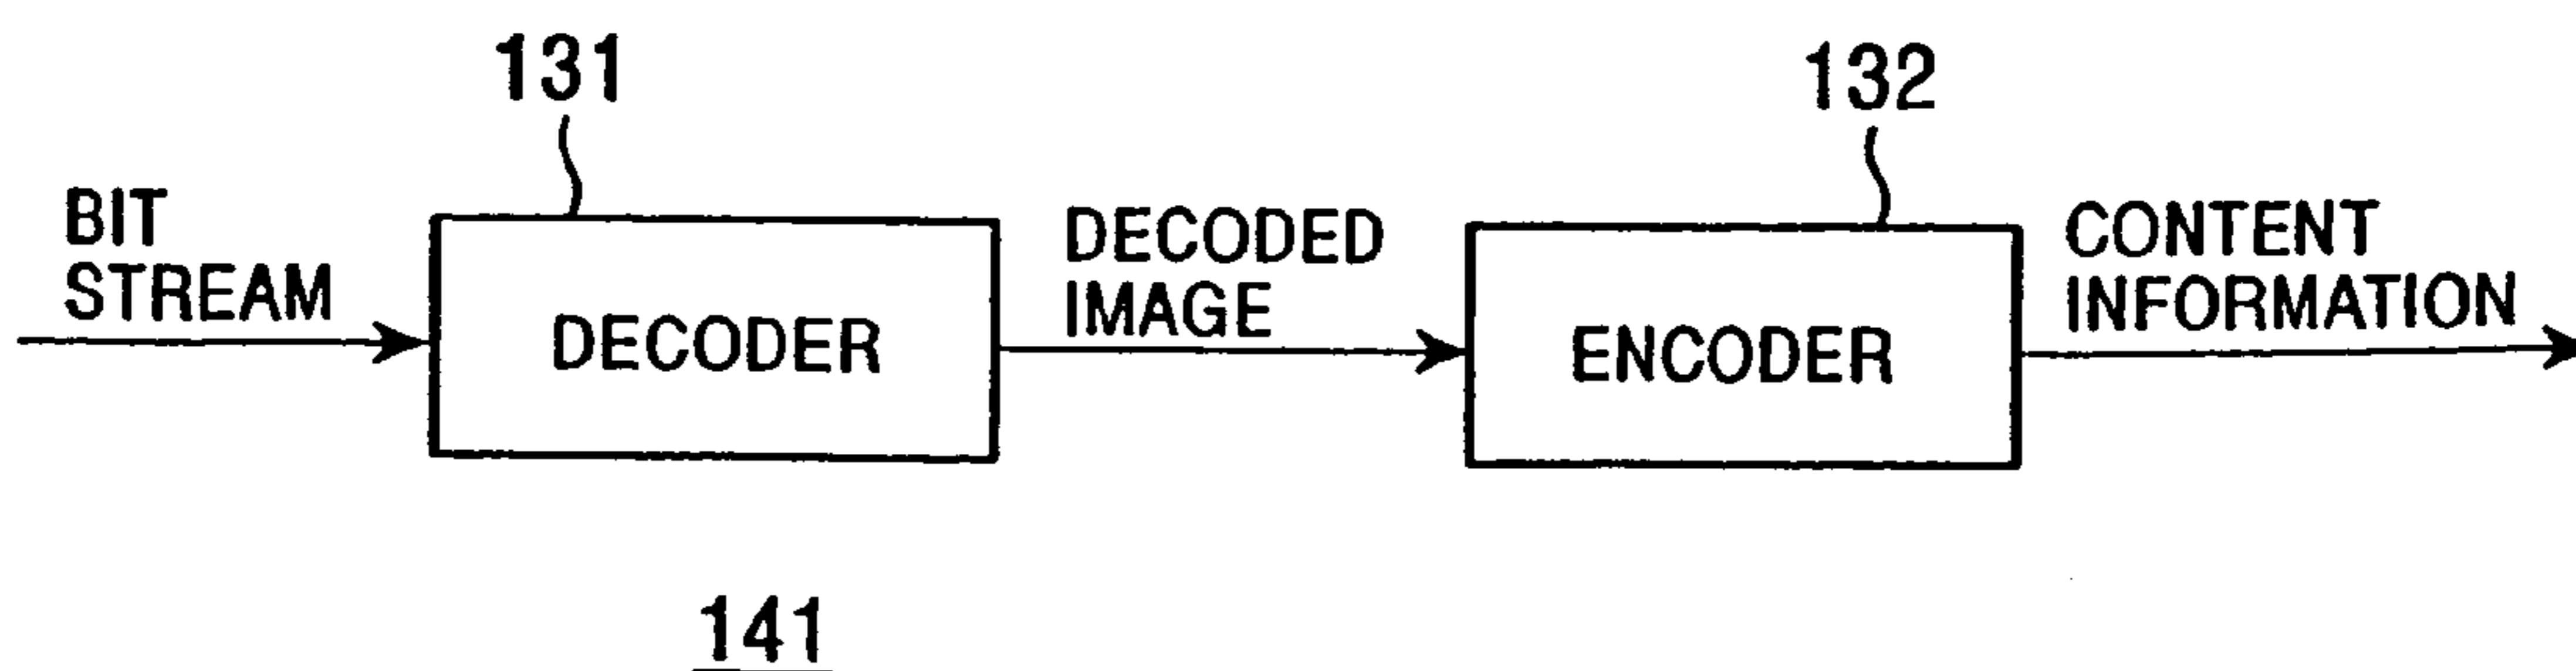 131
132
BIT
STREAM
DECODER
DECODED
IMAGE
ENCODER
CONTENT
INFORMATION
141